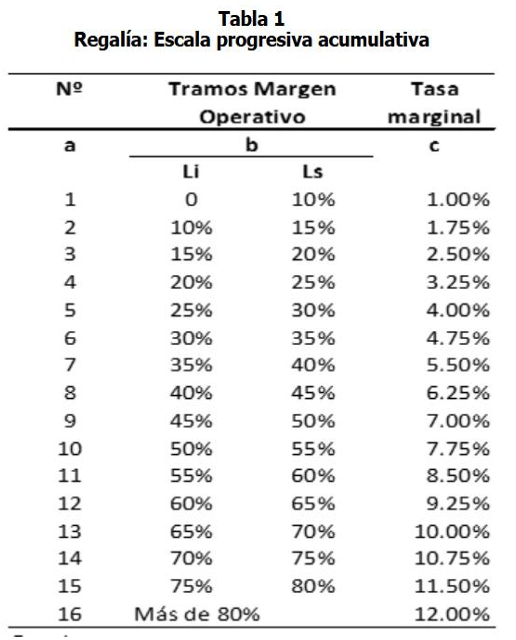 Tabla 1
Regalía: Escala progresiva acumulativa
Nº Tramos Margen Tasa
Operativo marginal
a b c
Li Ls
1 0 10% 1.00%
2 10% 15% 1.75%
3 15% 20% 2.50%
4 20% 25% 3.25%
5 25% 30% 4.00%
6 30% 35% 4.75%
7 35% 40% 5.50%
8 40% 45% 6.25%
9 45% 50% 7.00%
10 50% 55% 7.75%
11 55% 60% 8.50%
12 60% 65% 9.25%
13 65% 70% 10.00%
14 70% 75% 10.75%
15 75% 80% 11.50%
16 Más de 80% 12.00%